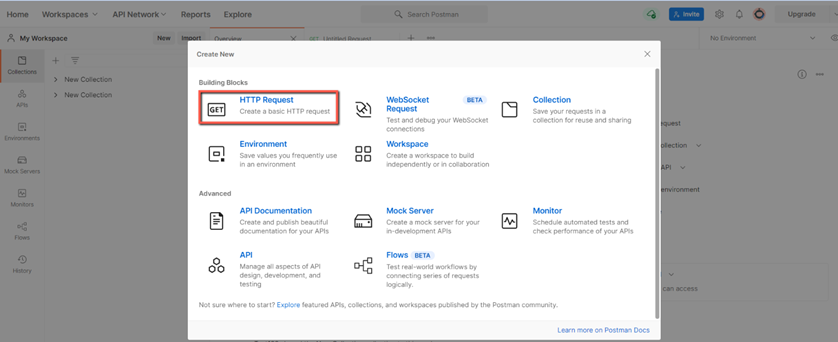 Home Workspaces API Network Reports Explore Search Postman Invite Upgrade
My Workspace New Import Overview GET Untitled Request No Environment
Collections
APIs
Environments
Mock Servers
Monitors
Flows
History
New Collection
New Collection
Create New
Building Blocks
GET
HTTP Request
Create a basic HTTP request
WebSocket
Request
BETA
Test and debug your WebSocket
connections
Collection
Save your requests in a
collection for reuse and sharing
Environment
Save values you frequently use
in an environment
Workspace
Create a workspace to build
independently or in collaboration
Advanced
API Documentation
Create and publish beautiful
documentation for your APIs
Mock Server
Create a mock server for your
in-development APIs
Monitor
Schedule automated tests and
check performance of your APIs
API
Manage all aspects of API
design, development, and
testing
Flows BETA
Test real-world workflows by
connecting series of requests
logically.
Not sure where to start? Explore featured APIs, collections, and workspaces published by the Postman community.
Learn more on Postman Docs
equest
ollection
API
nvironment
can access